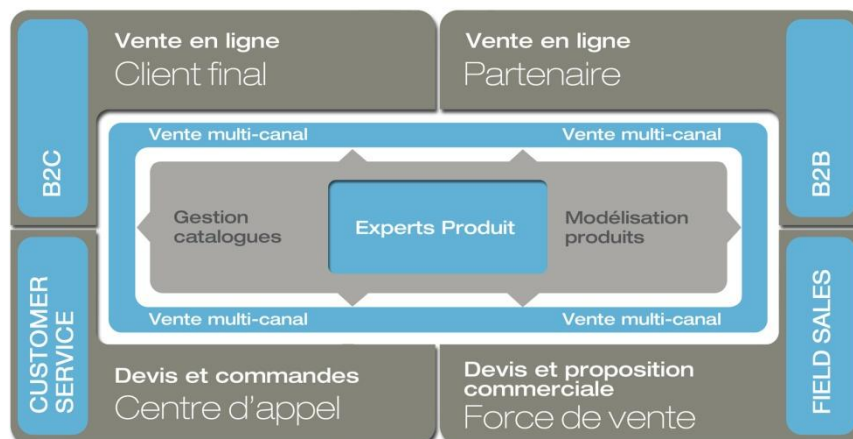 B2C
Vente en ligne
Client final
Vente en ligne
Partenaire
B2B
Vente multi-canal
Vente multi-canal
Gestion
catalogues
Experts Produit
Modélisation
produits
Vente multi-canal
Vente multi-canal
CUSTOMER
SERVICE
Devis et commandes
Centre d'appel
Devis et proposition
commerciale
Force de vente
FIELD SALES